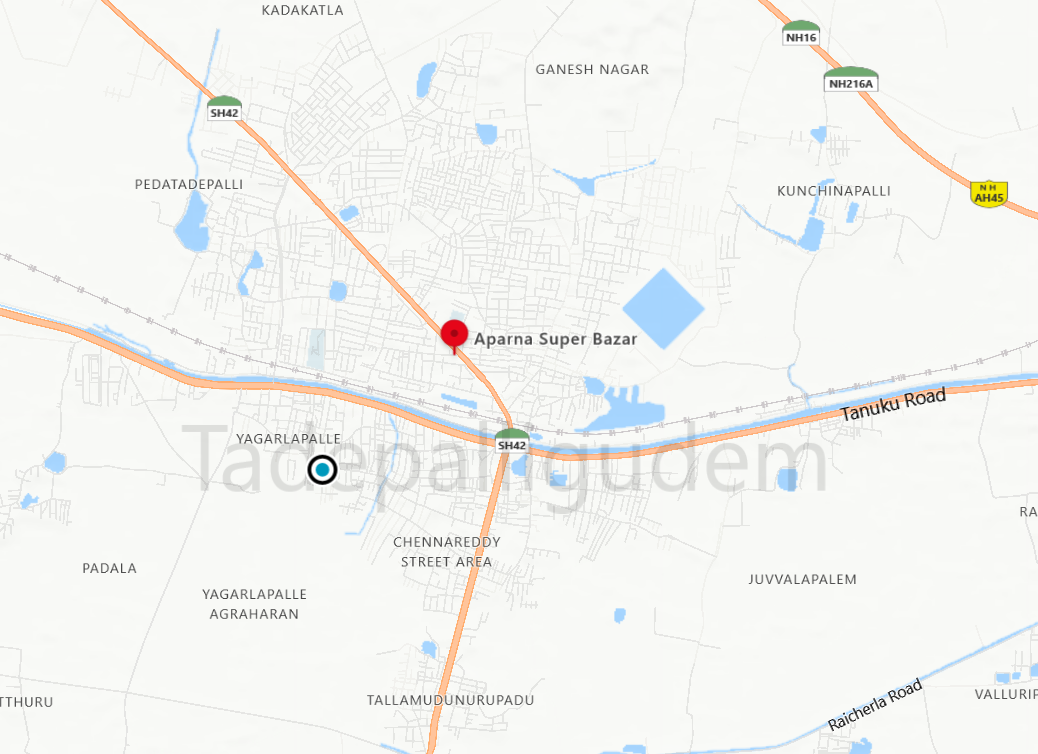 KADAKATLA
NH16
GANESH NAGAR
NH216A
SH42
PEDATADEPALLI
KUNCHINAPALLI
N H
AH45
Aparna Super Bazar
Tanuku Road
YAGARLAPALLE
SH42
Tadepalligudem
CHENNAREDDY
STREET AREA
RA
PADALA
JUVVALAPALEM
YAGARLAPALLE
AGRAHARAN
TTHURU
TALLAMUDUNURUPADU
Raicherla Road
VALLURIP